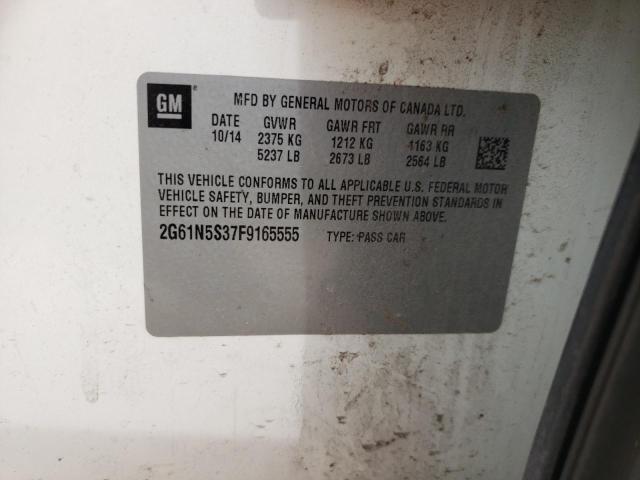 GM
MFD BY GENERAL MOTORS OF CANADA LTD.
DATE GVWR GAWR FRT GAWR RR
10/14 2375 KG 1212 KG 1163 KG
5237 LB 2673 LB 2564 LB
THIS VEHICLE CONFORMS TO ALL APPLICABLE U.S. FEDERAL MOTOR
VEHICLE SAFETY, BUMPER, AND THEFT PREVENTION STANDARDS IN
EFFECT ON THE DATE OF MANUFACTURE SHOWN ABOVE.
2G61N5S37F9165555 TYPE: PASS CAR